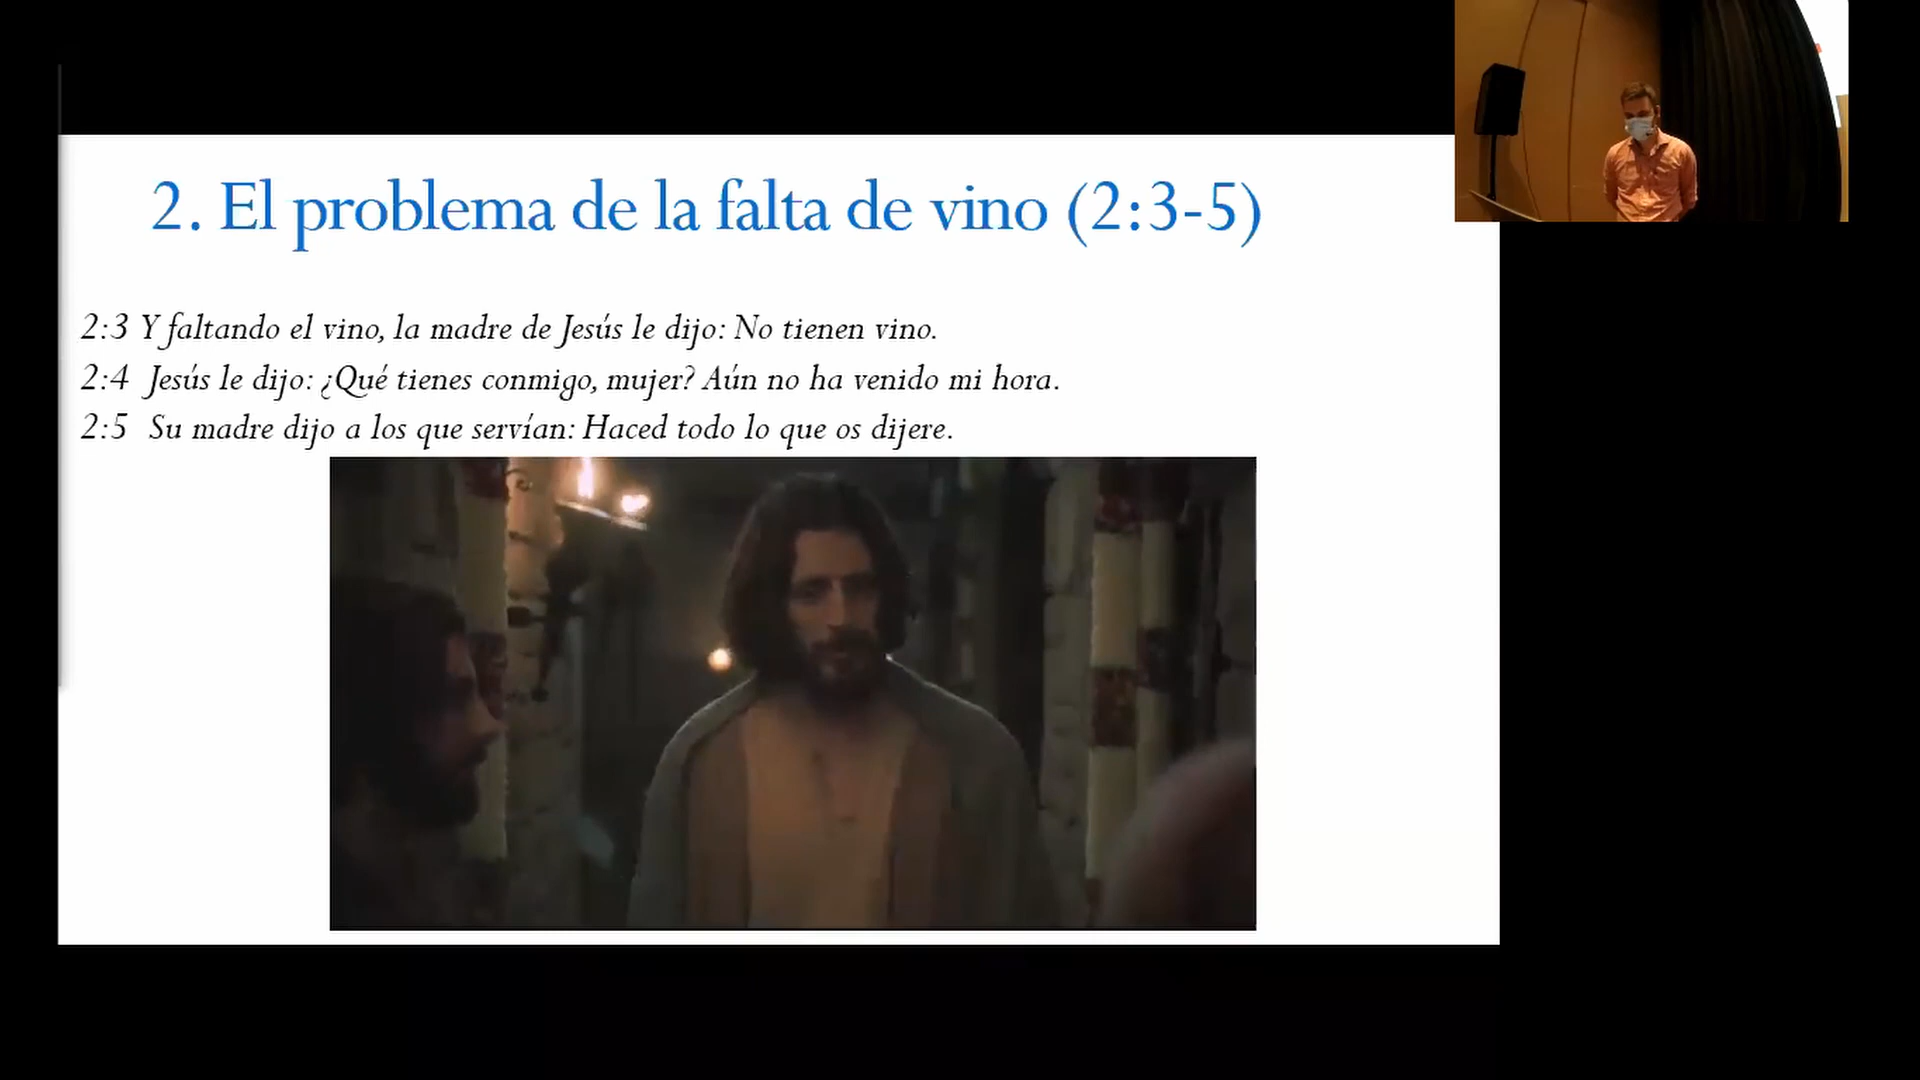 2. El problema de la falta de vino (2:3-5)
2:3 Y faltando el vino, la madre de Jesús le dijo: No tienen vino.
2:4 Jesús le dijo: ¿Qué tienes conmigo, mujer? Aún no ha venido mi hora.
2:5 Su madre dijo a los que servían: Haced todo lo que os dijere.